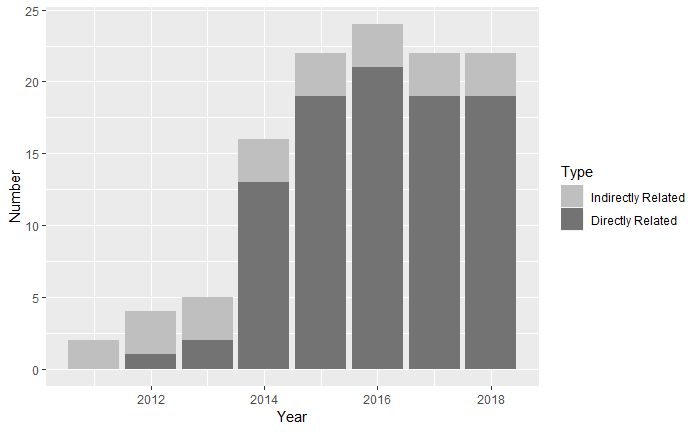 25
20
15
10
5
0
Number
2012
2014
2016
2018
Year
Type
Indirectly Related
Directly Related